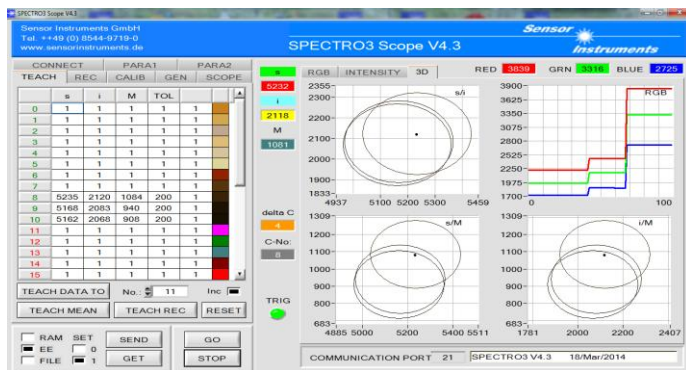 SPECTRO3 Scope V4.3
Sensor Instruments GmbH
Tel. ++49 (0) 8544-9719-0
www.sensorinstruments.de
SPECTRO3 Scope V4.3
Sensor
Instruments
CONNECT PARA1 PARA2
TEACH REC CALIB GEN SCOPE
s i M TOL
0 1 1 1 1 1
1 1 1 1 1 1
2 1 1 1 1 1
3 1 1 1 1 1
4 1 1 1 1 1
5 1 1 1 1 1
6 1 1 1 1 1
7 1 1 1 1 1
8 5235 2120 1084 200 1
9 5168 2083 940 200 1
10 5162 2068 908 200 1
11 1 1 1 1 1
12 1 1 1 1 1
13 1 1 1 1 1
14 1 1 1 1 1
15 1 1 1 1 1
TEACH DATA TO No.: 11 Inc
TEACH MEAN TEACH REC RESET
RAM SET
EE 0
FILE 1
SEND GO
GET STOP
s
5232
i
2118
M
1081
delta C
4
C-No:
8
TRIG
RGB INTENSITY 3D
RED 3839 GRN 3316 BLUE 2725
s/i
2355
2300
2200
2100
2000
1900
1833
4937 5100 5200 5300 5459
RGB
3900
3625
3350
3075
2800
2525
2250
1975
1700
0 100
s/M
1309
1200
1100
1000
900
800
683
4885 5000 5200 5400 5511
i/M
1309
1200
1100
1000
900
800
683
1781 2000 2200 2407
COMMUNICATION PORT 21 SPECTRO3 V4.3 18/Mar/2014